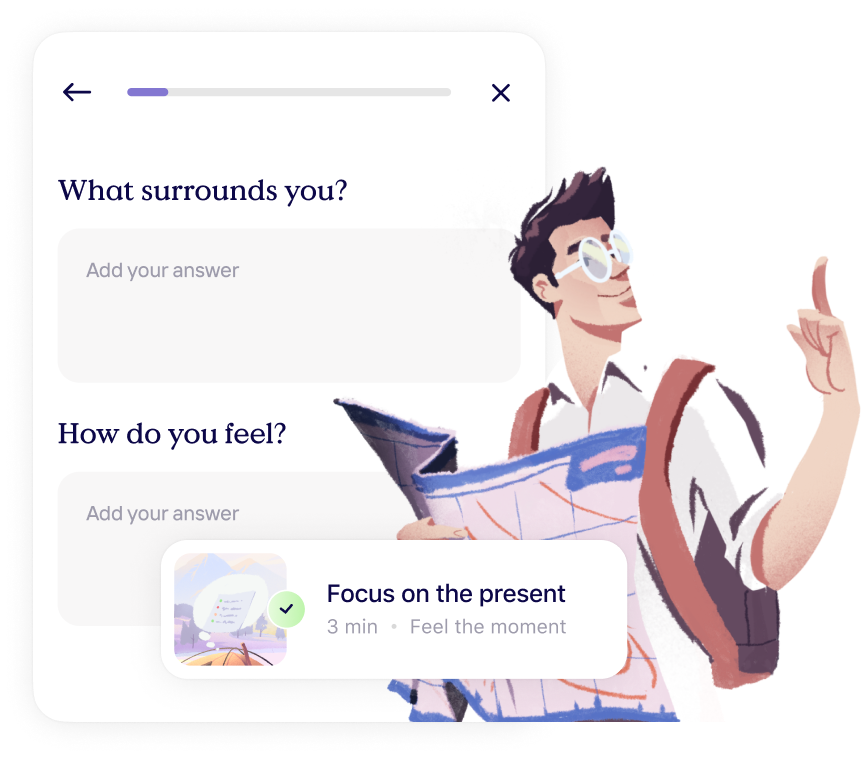 What surrounds you?
Add your answer
How do you feel?
Add your answer
Focus on the present
3 min • Feel the moment